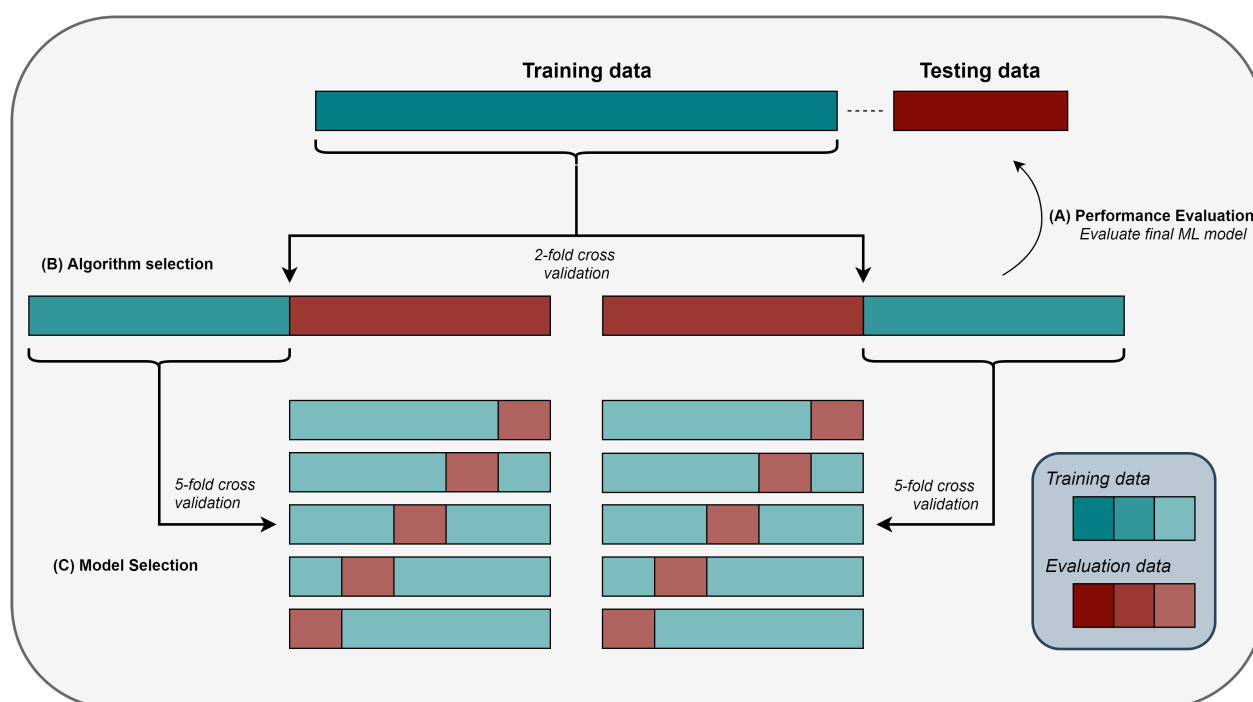 Training data
Testing data
(A) Performance Evaluation
Evaluate final ML model
2-fold cross
validation
(B) Algorithm selection
5-fold cross
validation
5-fold cross
validation
(C) Model Selection
Training data
Evaluation data